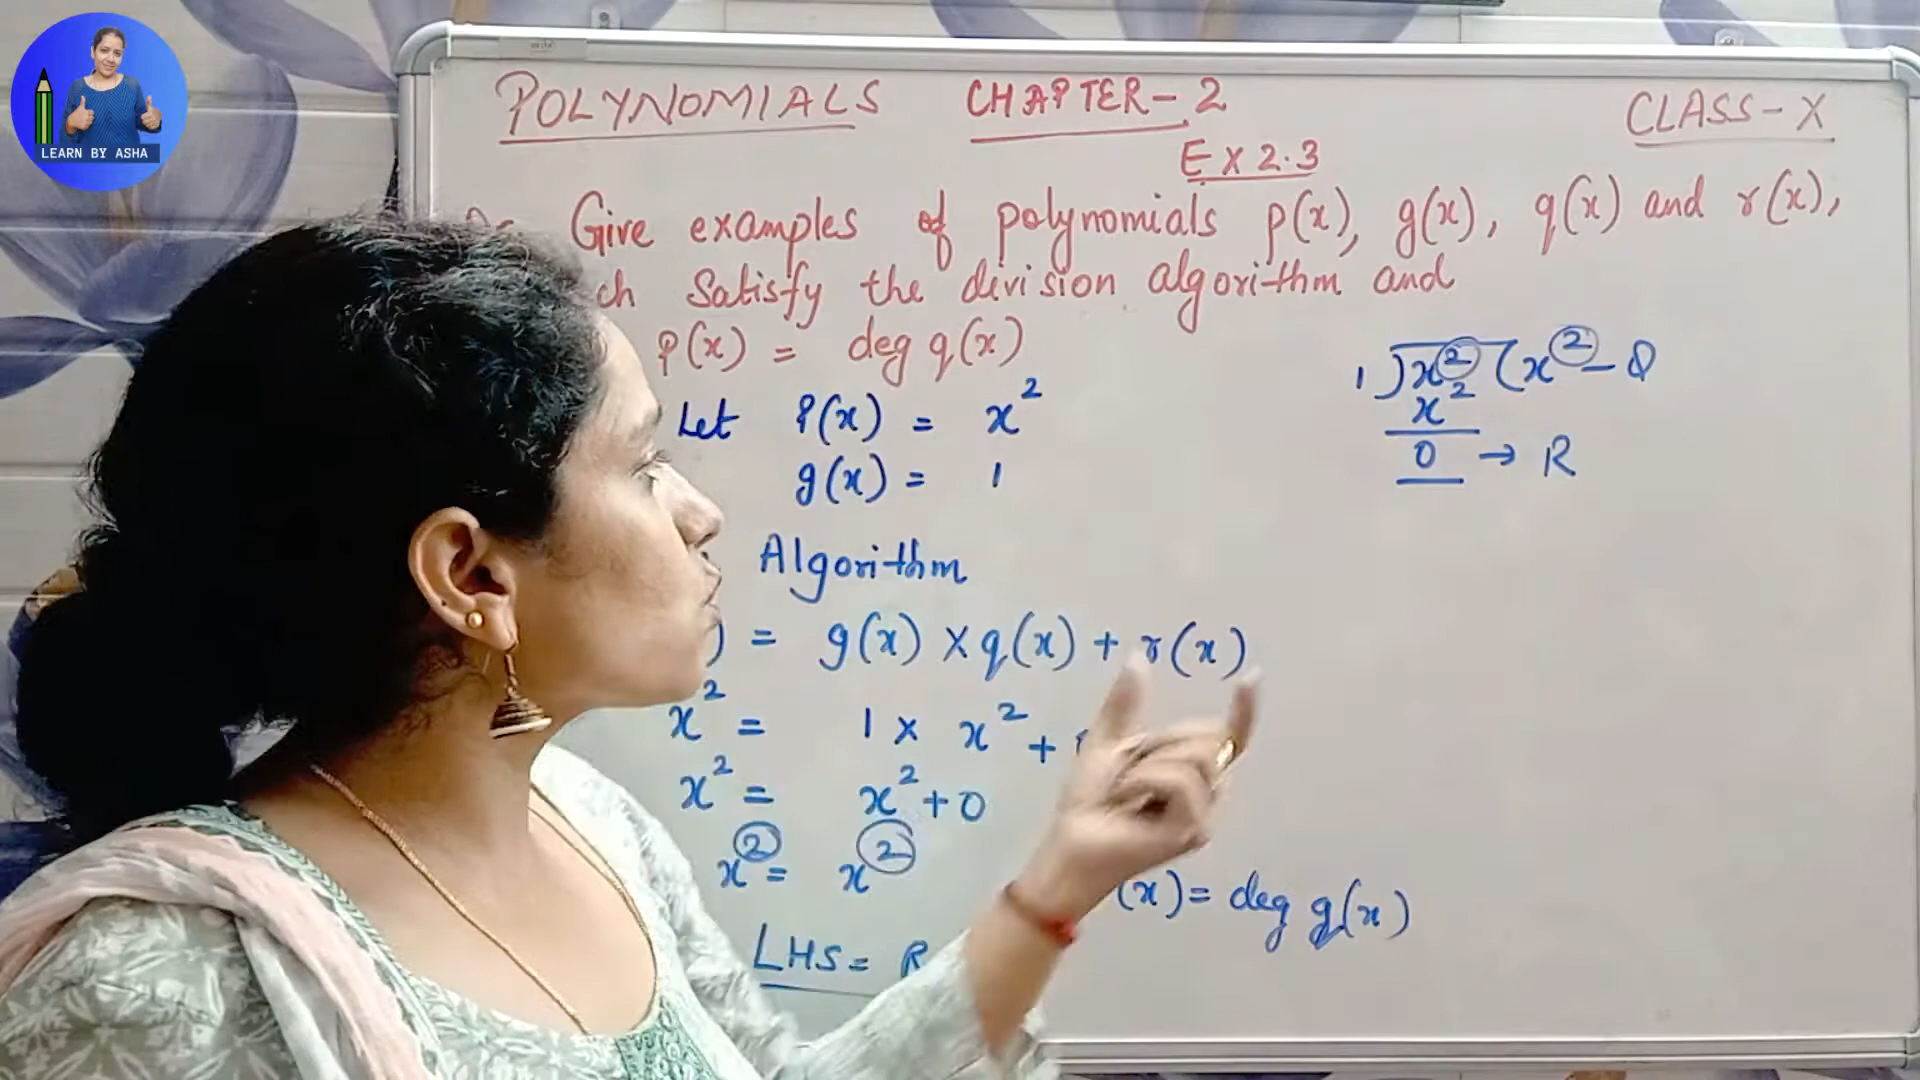 LEARN BY ASHA
POLYNOMIALS CHAPTER-2 CLASS-X
EX 2.3
Give examples of polynomials p(x), g(x), q(x) and r(x),
ch Satisfy the division algorithm and
p(x) = deg q(x)
Let P(x) = x²
g(x) = 1
1)x²(x² - Q
x²
0 → R
Algorithm
) = g(x) X q(x) + r(x)
x² = 1 x x² +
x² = x² + 0
x² = x²
(x) = deg q(x)
LHS = R